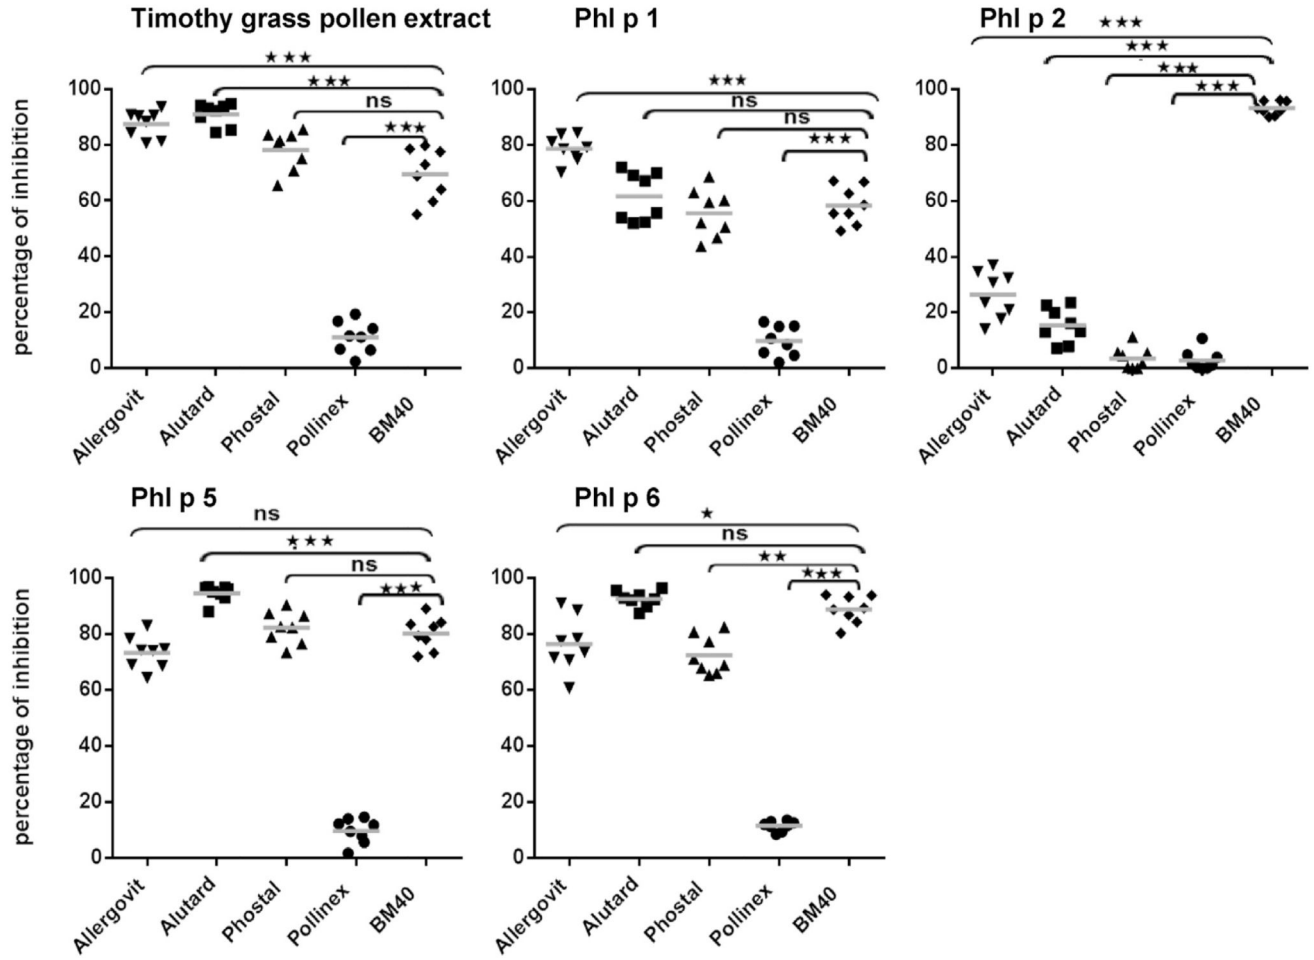 Timothy grass pollen extract
★★★
★★★
ns
★★★
percentage of inhibition
100
80
60
40
20
0
Allergovit
Alutard
Phostal
Pollinex
BM40
Phl p 1
★★★
ns
ns
★★★
100
80
60
40
20
0
Allergovit
Alutard
Phostal
Pollinex
BM40
Phl p 2
★★★
★★★
★★★
★★★
100
80
60
40
20
0
Allergovit
Alutard
Phostal
Pollinex
BM40
Phl p 5
ns
★★★
ns
★★★
percentage of inhibition
100
80
60
40
20
0
Allergovit
Alutard
Phostal
Pollinex
BM40
Phl p 6
★
ns
★★
★★★
100
80
60
40
20
0
Allergovit
Alutard
Phostal
Pollinex
BM40